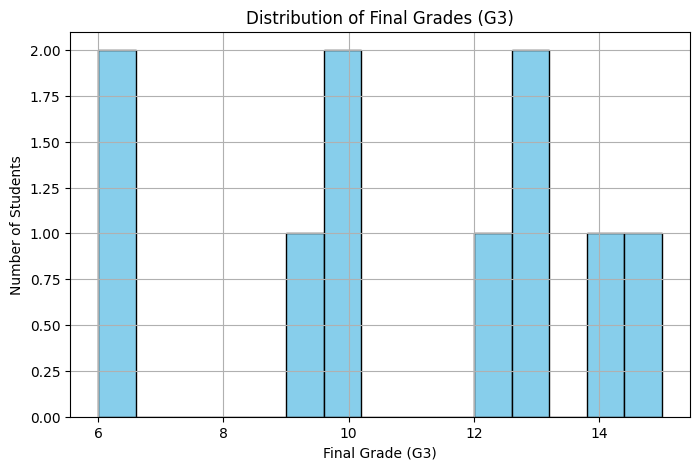 Distribution of Final Grades (G3)
Number of Students
2.00
1.75
1.50
1.25
1.00
0.75
0.50
0.25
0.00
6 8 10 12 14
Final Grade (G3)